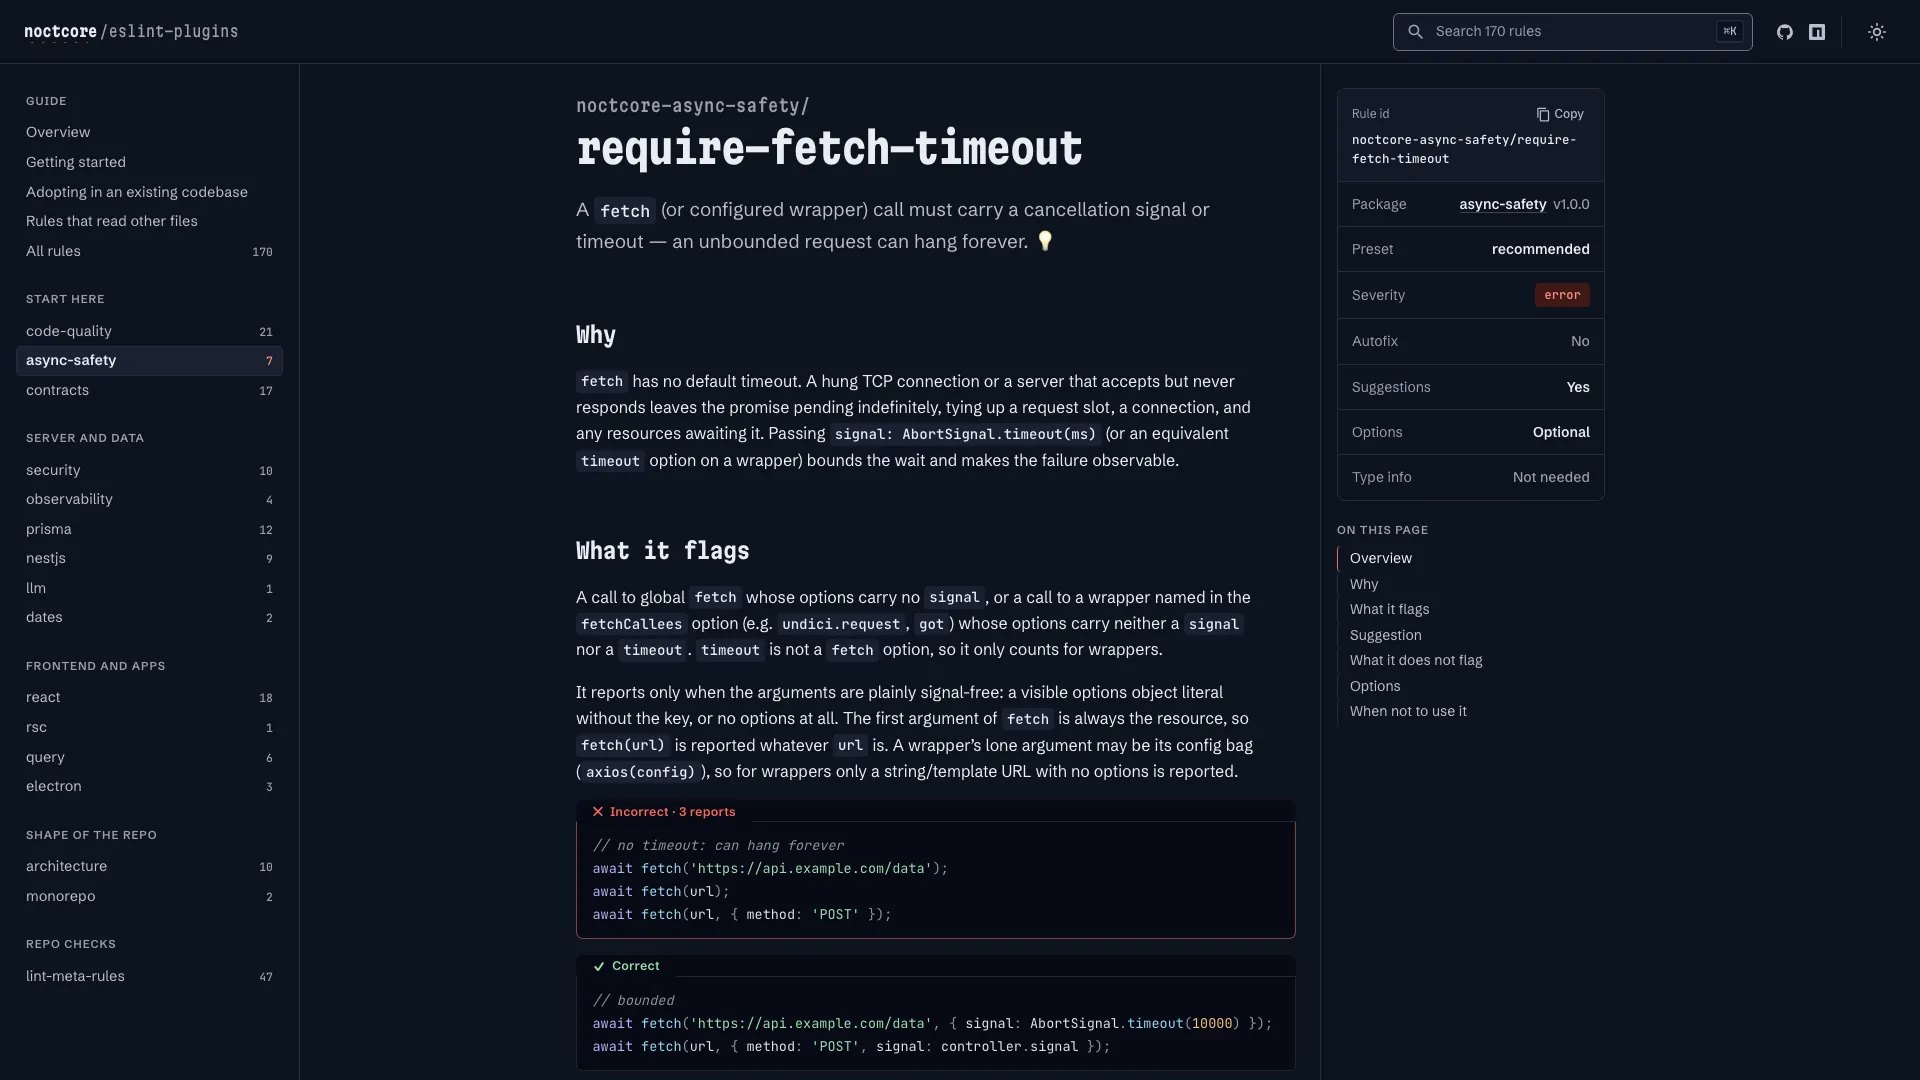 noctcore/eslint-plugins
Search 170 rules
⌘K
GUIDE
Overview
Getting started
Adopting in an existing codebase
Rules that read other files
All rules 170
START HERE
code-quality 21
async-safety 7
contracts 17
SERVER AND DATA
security 10
observability 4
prisma 12
nestjs 9
llm 1
dates 2
FRONTEND AND APPS
react 18
rsc 1
query 6
electron 3
SHAPE OF THE REPO
architecture 10
monorepo 2
REPO CHECKS
lint-meta-rules 47
noctcore-async-safety/
require-fetch-timeout
A fetch (or configured wrapper) call must carry a cancellation signal or
timeout — an unbounded request can hang forever. 💡
Why
fetch has no default timeout. A hung TCP connection or a server that accepts but never
responds leaves the promise pending indefinitely, tying up a request slot, a connection, and
any resources awaiting it. Passing signal: AbortSignal.timeout(ms) (or an equivalent
timeout option on a wrapper) bounds the wait and makes the failure observable.
What it flags
A call to global fetch whose options carry no signal, or a call to a wrapper named in the
fetchCallees option (e.g. undici.request, got) whose options carry neither a signal
nor a timeout. timeout is not a fetch option, so it only counts for wrappers.
It reports only when the arguments are plainly signal-free: a visible options object literal
without the key, or no options at all. The first argument of fetch is always the resource, so
fetch(url) is reported whatever url is. A wrapper’s lone argument may be its config bag
(axios(config)), so for wrappers only a string/template URL with no options is reported.
Incorrect · 3 reports
// no timeout: can hang forever
await fetch('https://api.example.com/data');
await fetch(url);
await fetch(url, { method: 'POST' });
Correct
// bounded
await fetch('https://api.example.com/data', { signal: AbortSignal.timeout(10000) });
await fetch(url, { method: 'POST', signal: controller.signal });
Rule id Copy
noctcore-async-safety/require-
fetch-timeout
Package async-safety v1.0.0
Preset recommended
Severity error
Autofix No
Suggestions Yes
Options Optional
Type info Not needed
ON THIS PAGE
Overview
Why
What it flags
Suggestion
What it does not flag
Options
When not to use it